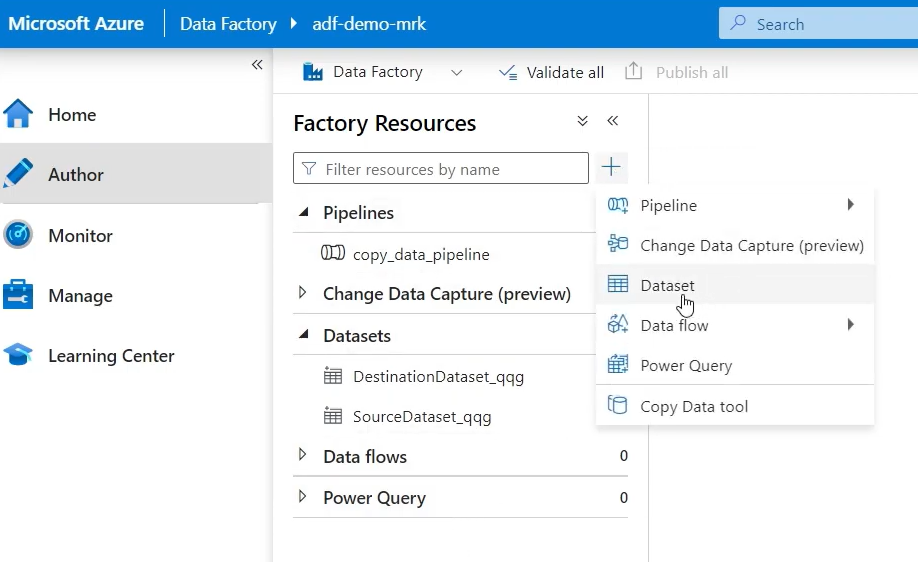 Microsoft Azure Data Factory adf-demo-mrk Search
Data Factory Validate all Publish all
Home
Author
Monitor
Manage
Learning Center
Factory Resources
Filter resources by name
Pipelines
copy_data_pipeline
Change Data Capture (preview)
Datasets
DestinationDataset_qqg
SourceDataset_qqg
Data flows 0
Power Query 0
Pipeline
Change Data Capture (preview)
Dataset
Data flow
Power Query
Copy Data tool